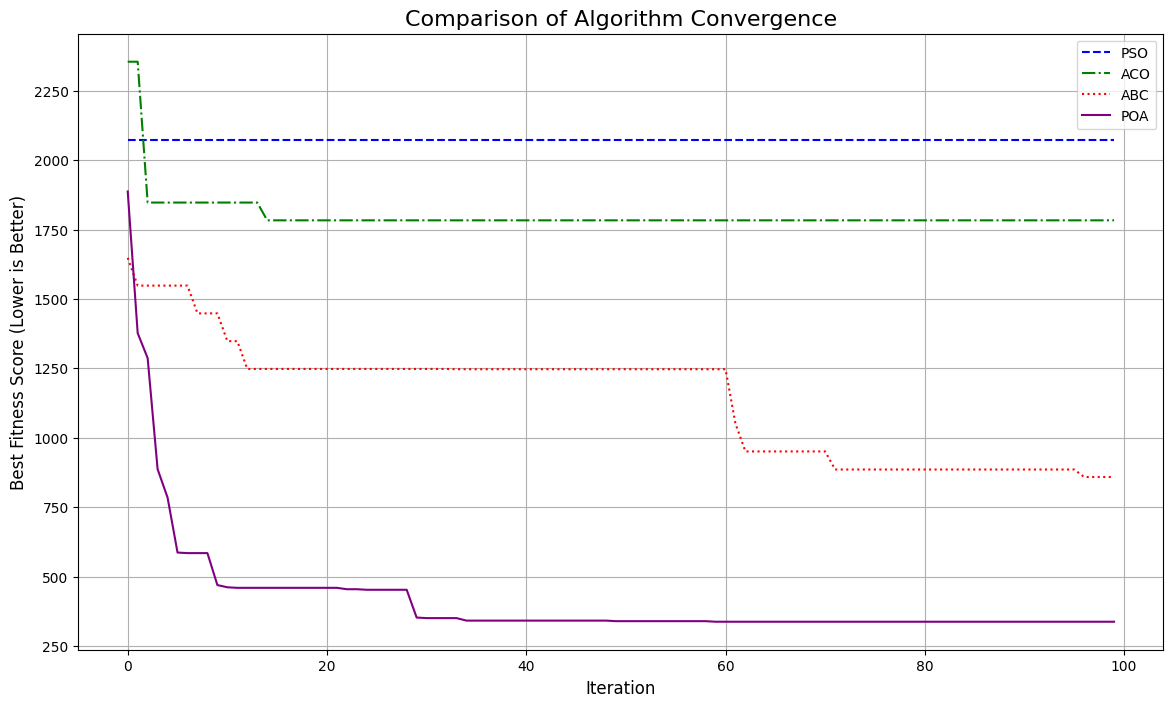 Comparison of Algorithm Convergence
PSO
ACO
ABC
POA
Best Fitness Score (Lower is Better)
2250
2000
1750
1500
1250
1000
750
500
250
0 20 40 60 80 100
Iteration